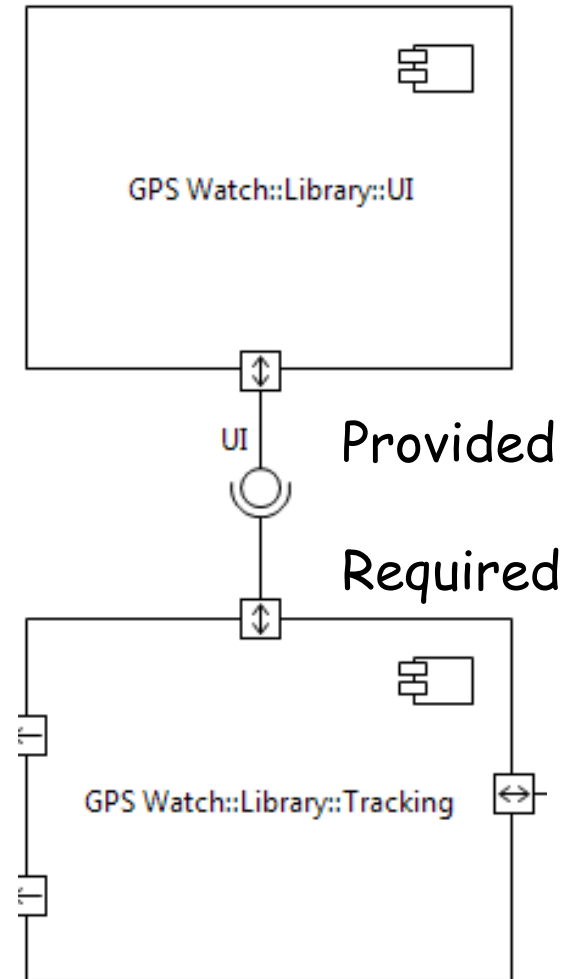 GPS Watch::Library::UI
UI
Provided
Required
GPS Watch::Library::Tracking